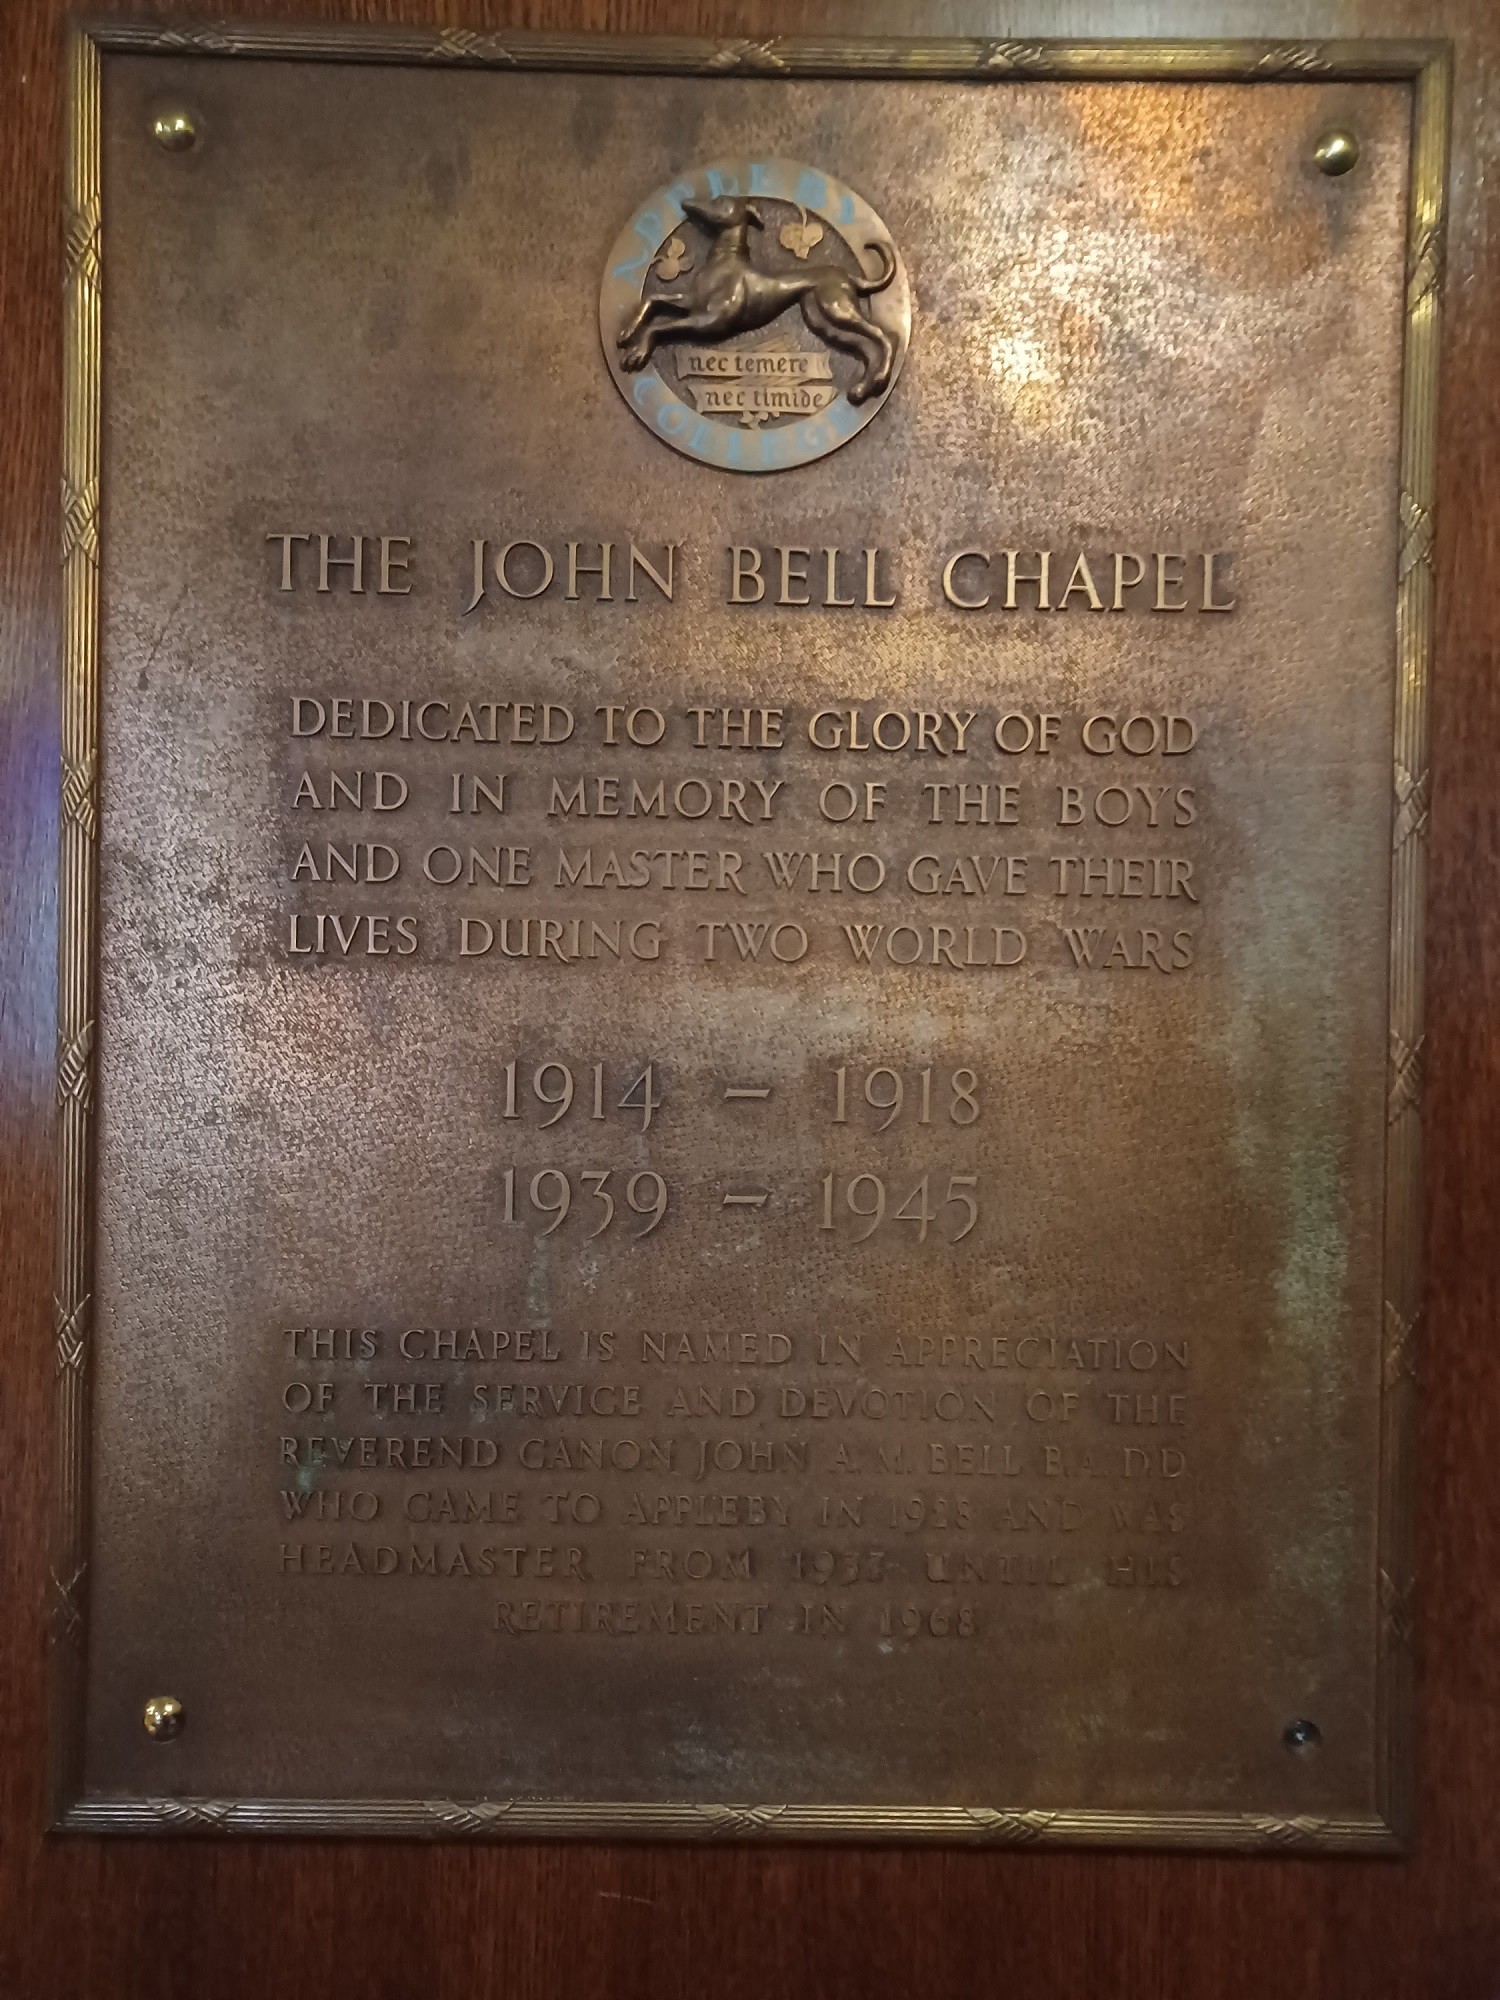 APPLEBY
nec temere
nec timide
COLLEGE
THE JOHN BELL CHAPEL
DEDICATED TO THE GLORY OF GOD
AND IN MEMORY OF THE BOYS
AND ONE MASTER WHO GAVE THEIR
LIVES DURING TWO WORLD WARS
1914 – 1918
1939 – 1945
THIS CHAPEL IS NAMED IN APPRECIATION
OF THE SERVICE AND DEVOTION OF THE
REVEREND CANON JOHN A. M. BELL B.A. D.D.
WHO CAME TO APPLEBY IN 1928 AND WAS
HEADMASTER FROM 1937 UNTIL HIS
RETIREMENT IN 1968